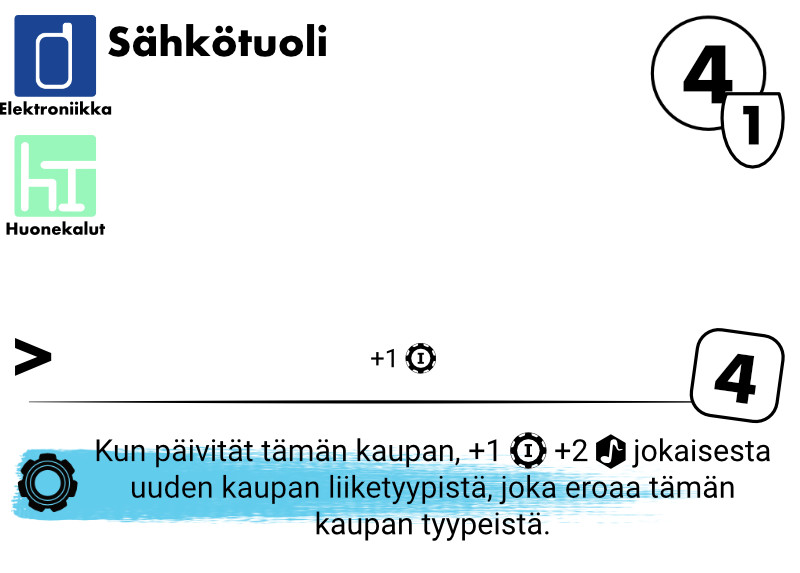 Sähkötuoli
4
1
Elektroniikka
Huonekalut
>
+1 I
4
Kun päivität tämän kaupan, +1 I +2 jokaisesta
uuden kaupan liiketyypistä, joka eroaa tämän
kaupan tyypeistä.